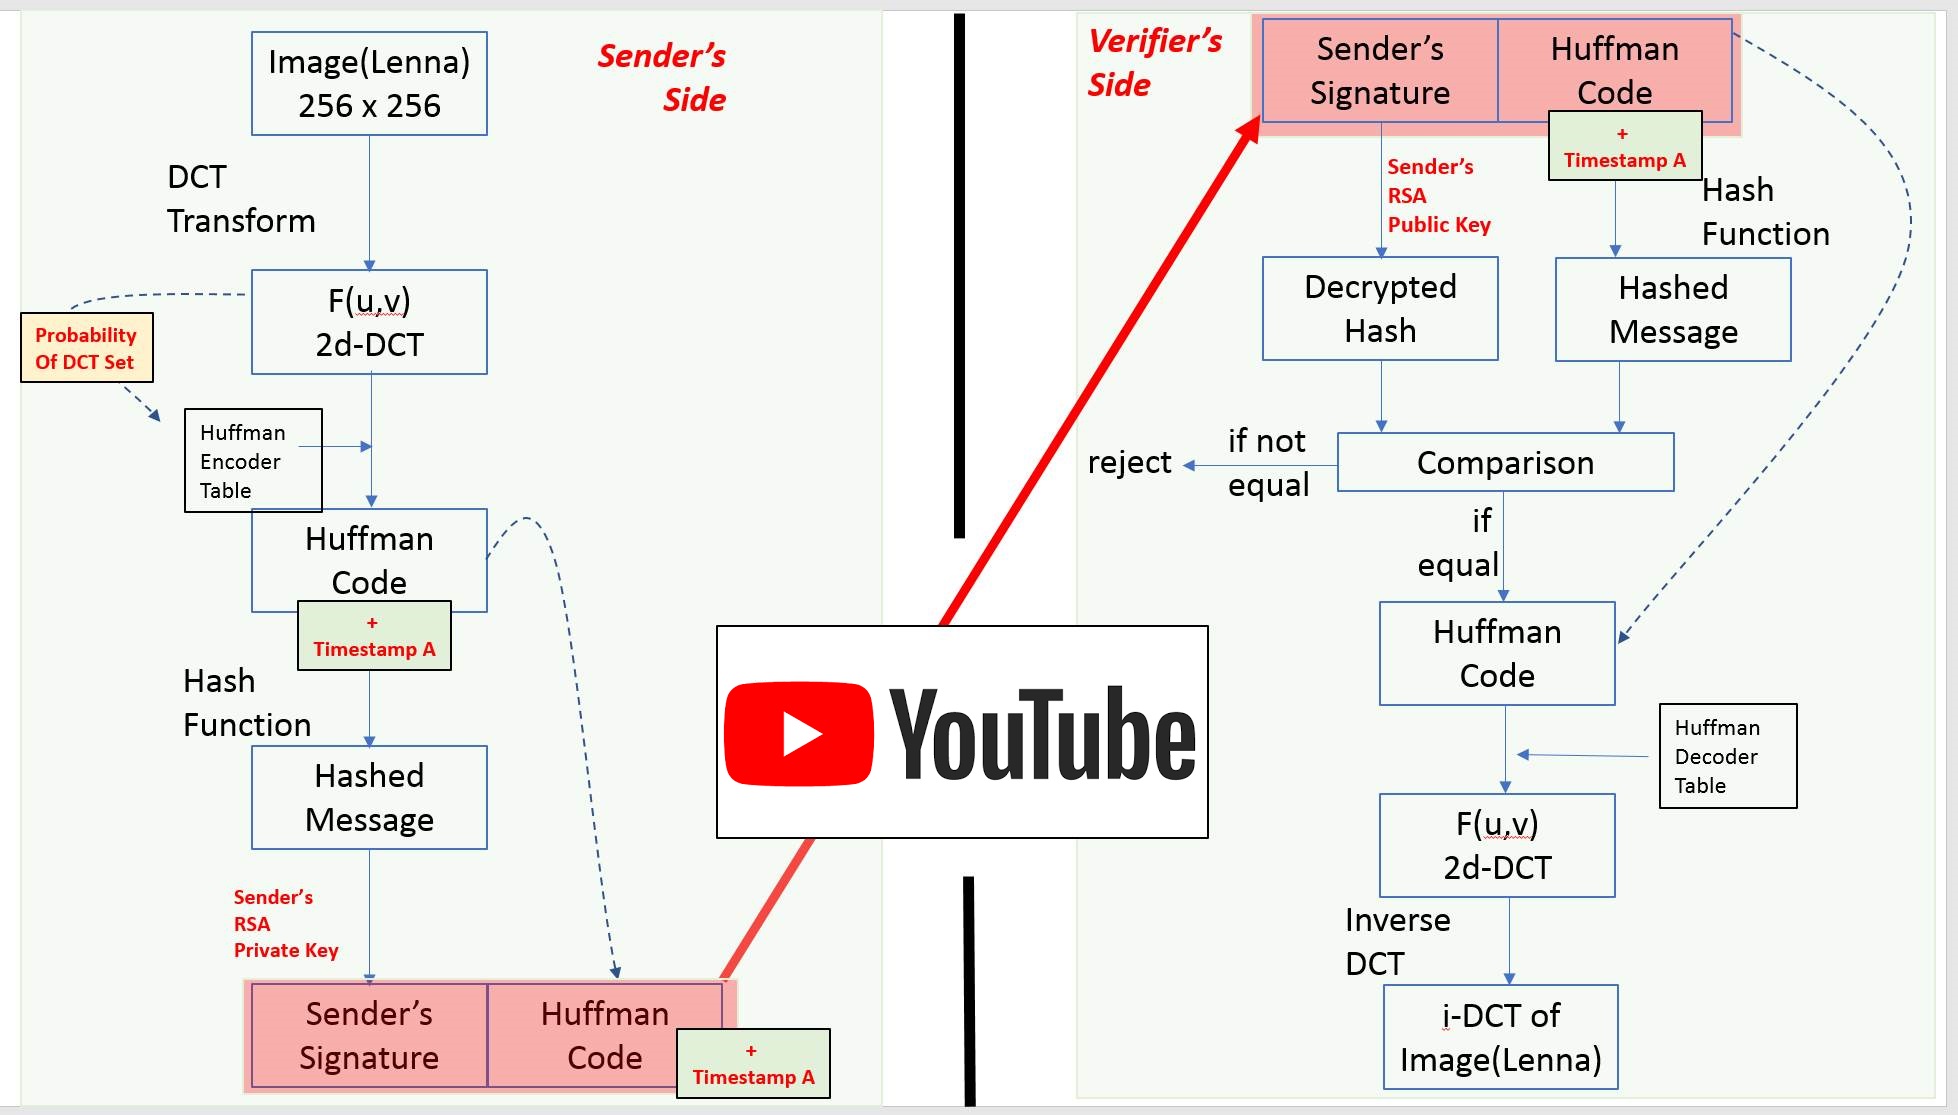 Image(Lenna)
256 x 256
Sender’s
Side
DCT
Transform
F(u,v)
2d-DCT
Probability
Of DCT Set
Huffman
Encoder
Table
Huffman
Code
+
Timestamp A
Hash
Function
Hashed
Message
Sender’s
RSA
Private Key
Sender’s
Signature
Huffman
Code
+
Timestamp A
YouTube
Verifier’s
Side
Sender’s
Signature
Huffman
Code
+
Timestamp A
Sender’s
RSA
Public Key
Hash
Function
Decrypted
Hash
Hashed
Message
Comparison
if not
equal
reject
if
equal
Huffman
Code
Huffman
Decoder
Table
F(u,v)
2d-DCT
Inverse
DCT
i-DCT of
Image(Lenna)